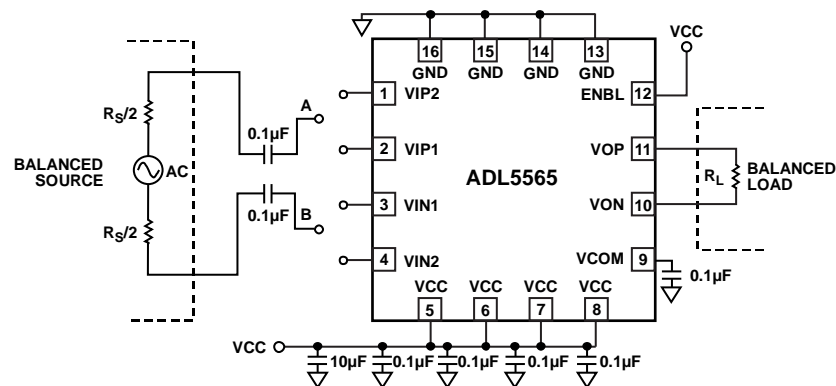 VCC
16 15 14 13
GND GND GND GND
1 VIP2
ENBL 12
RS/2
A
0.1µF
BALANCED
SOURCE
AC
2 VIP1
ADL5565
VOP 11
RL
BALANCED
LOAD
0.1µF
B
3 VIN1
VON 10
RS/2
4 VIN2
VCOM 9
0.1µF
VCC VCC VCC VCC
5 6 7 8
VCC
10µF 0.1µF 0.1µF 0.1µF 0.1µF